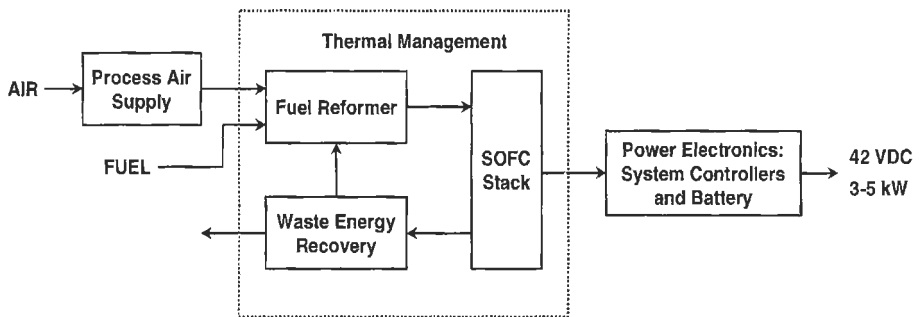 Thermal Management
AIR
Process Air
Supply
Fuel Reformer
FUEL
SOFC
Stack
Waste Energy
Recovery
Power Electronics:
System Controllers
and Battery
42 VDC
3-5 kW